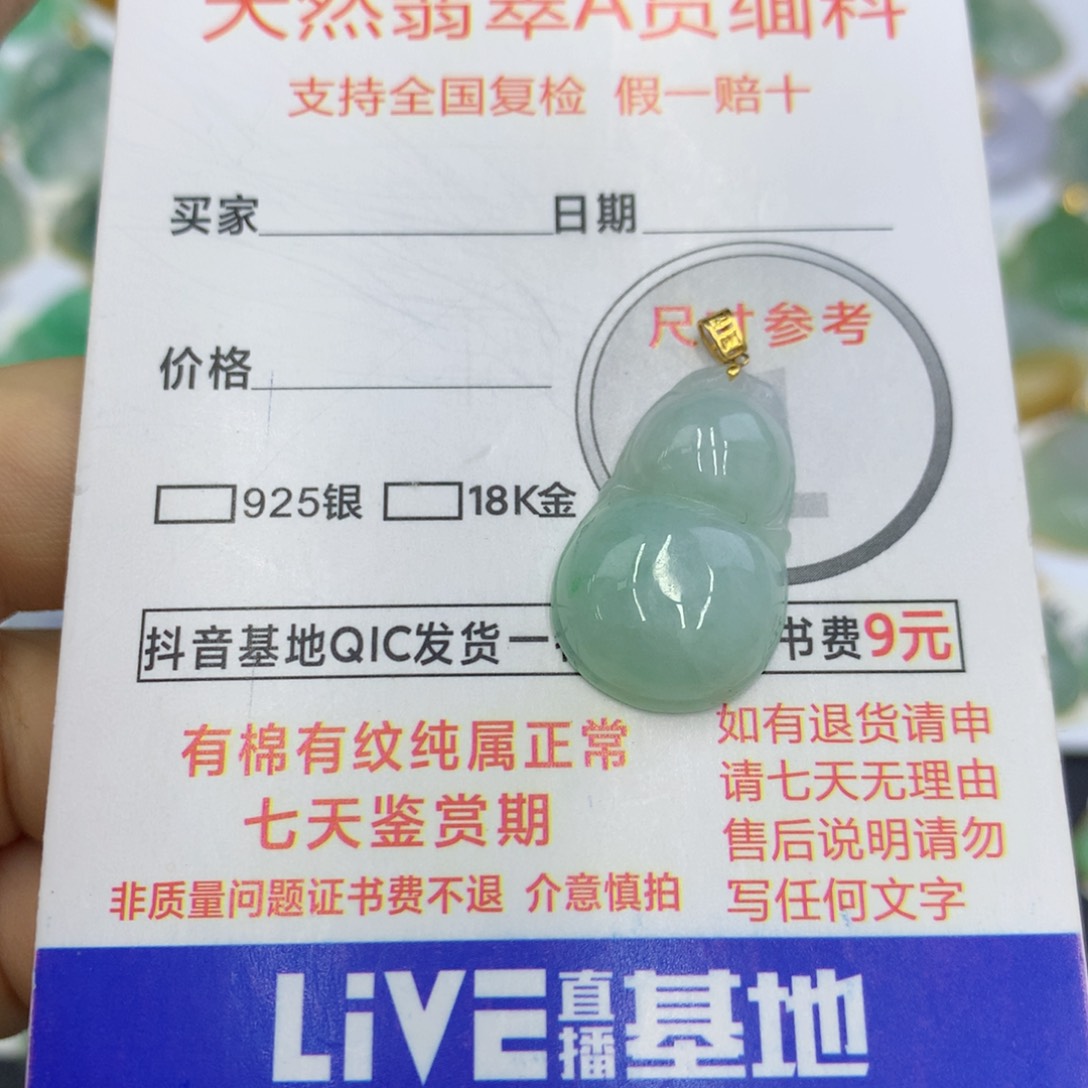 天然翡翠A货缅料
支持全国复检 假一赔十
买家 日期
尺寸参考
价格
925银 18K金
抖音基地QIC发货一 书费9元
有棉有纹纯属正常
七天鉴赏期
非质量问题证书费不退 介意慎拍
如有退货请申
请七天无理由
售后说明请勿
写任何文字
LiVE直播基地